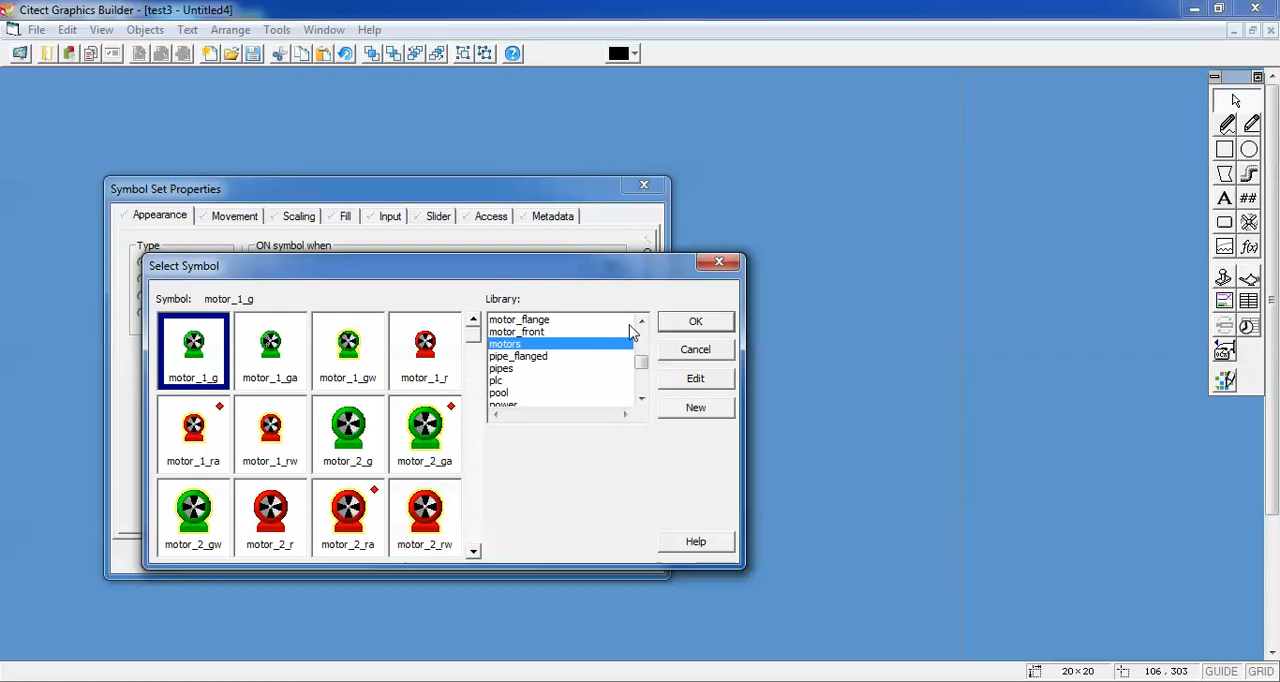 Citect Graphics Builder - [test3 - Untitled4]
File Edit View Objects Text Arrange Tools Window Help
Symbol Set Properties
Appearance Movement Scaling Fill Input Slider Access Metadata
Type ON symbol when
Select Symbol
Symbol: motor_1_g Library:
motor_flange
motor_front
motors
pipe_flanged
pipes
plc
pool
power
OK
Cancel
Edit
New
Help
motor_1_g motor_1_ga motor_1_gw motor_1_r
motor_1_ra motor_1_rw motor_2_g motor_2_ga
motor_2_gw motor_2_r motor_2_ra motor_2_rw
A ##
f(x)
20×20 106, 303 GUIDE GRID